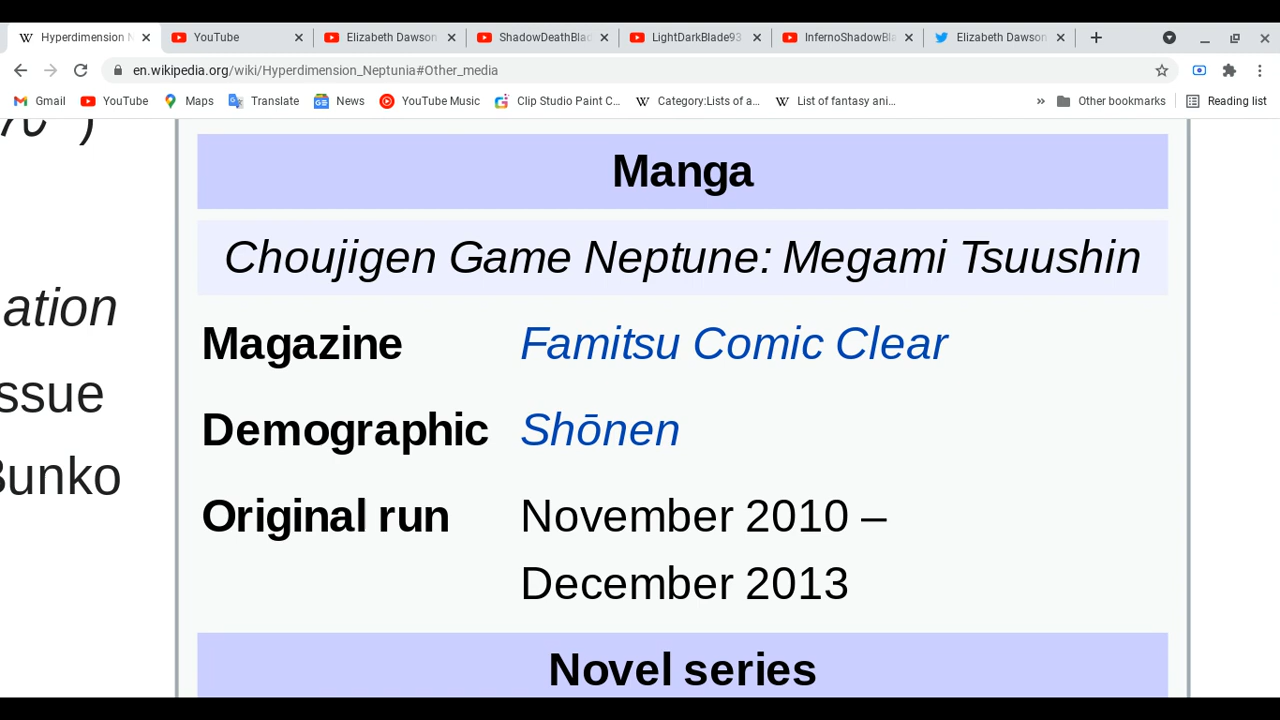 Hyperdimension N
YouTube
Elizabeth Dawson
ShadowDeathBlad
LightDarkBlade93
InfernoShadowBla
Elizabeth Dawson
en.wikipedia.org/wiki/Hyperdimension_Neptunia#Other_media
Gmail
YouTube
Maps
Translate
News
YouTube Music
Clip Studio Paint C...
Category:Lists of a...
List of fantasy ani...
»
Other bookmarks
Reading list
Manga
Choujigen Game Neptune: Megami Tsuushin
ation
Magazine Famitsu Comic Clear
ssue
Demographic Shōnen
Bunko
Original run November 2010 –
December 2013
Novel series